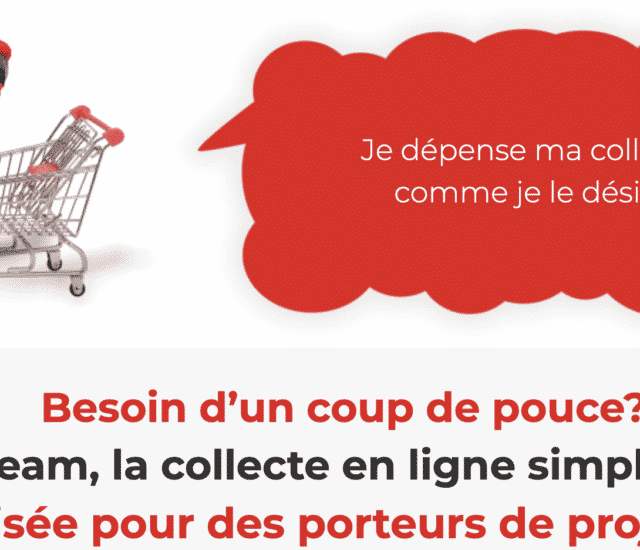 Je dépense ma coll
comme je le dési
Besoin d’un coup de pouce?
eam, la collecte en ligne simpl
isée pour des porteurs de proj